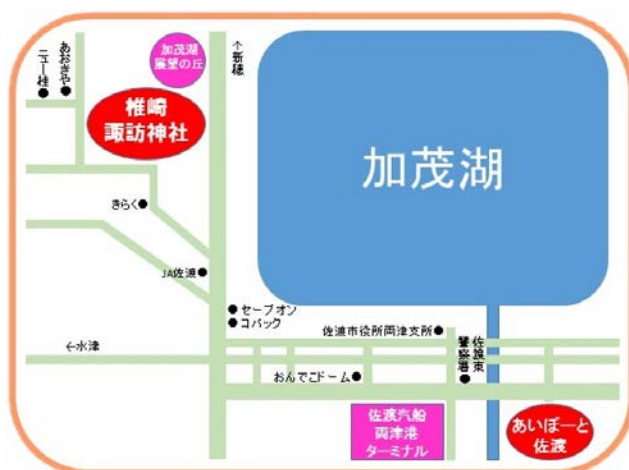 加茂湖
展望の丘
↑新穂
あおきや
ニュー桂
椎崎
諏訪神社
加茂湖
きらく
JA佐渡
セーブオン
コパック
←水津
佐渡市役所両津支所
佐渡東
警察署
おんでこドーム
佐渡汽船
両津港
ターミナル
あいぽーと
佐渡